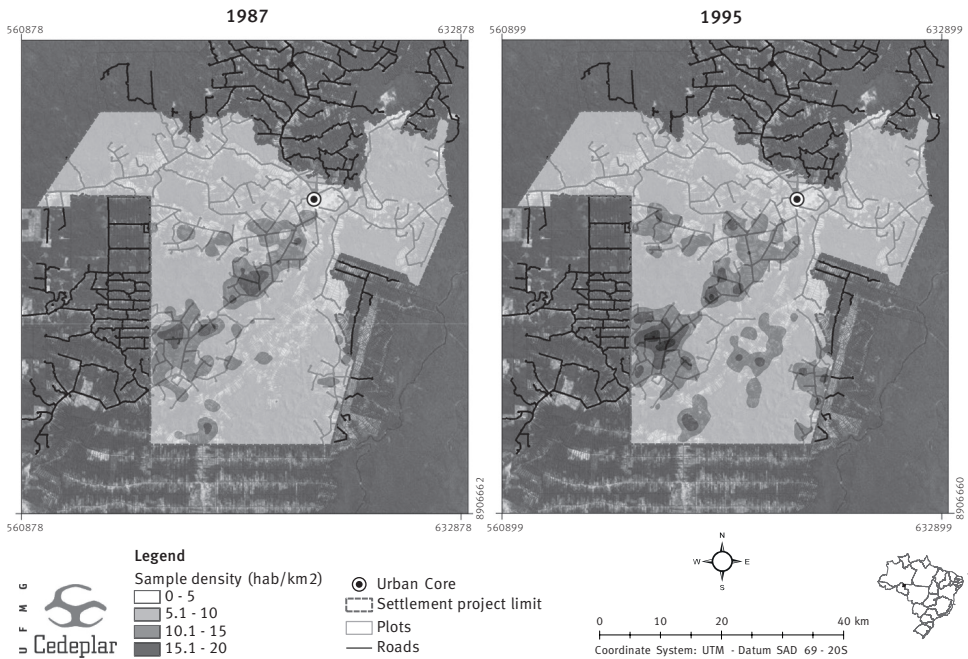 1987
1995
560878
632878
560899
632899
8906662
8906660
560878
632878
560899
632899
Legend
Sample density (hab/km2)
0 - 5
5.1 - 10
10.1 - 15
15.1 - 20
Urban Core
Settlement project limit
Plots
Roads
UFMG
Cedeplar
N
W
E
S
0 10 20 40 km
Coordinate System: UTM - Datum SAD 69 - 20S